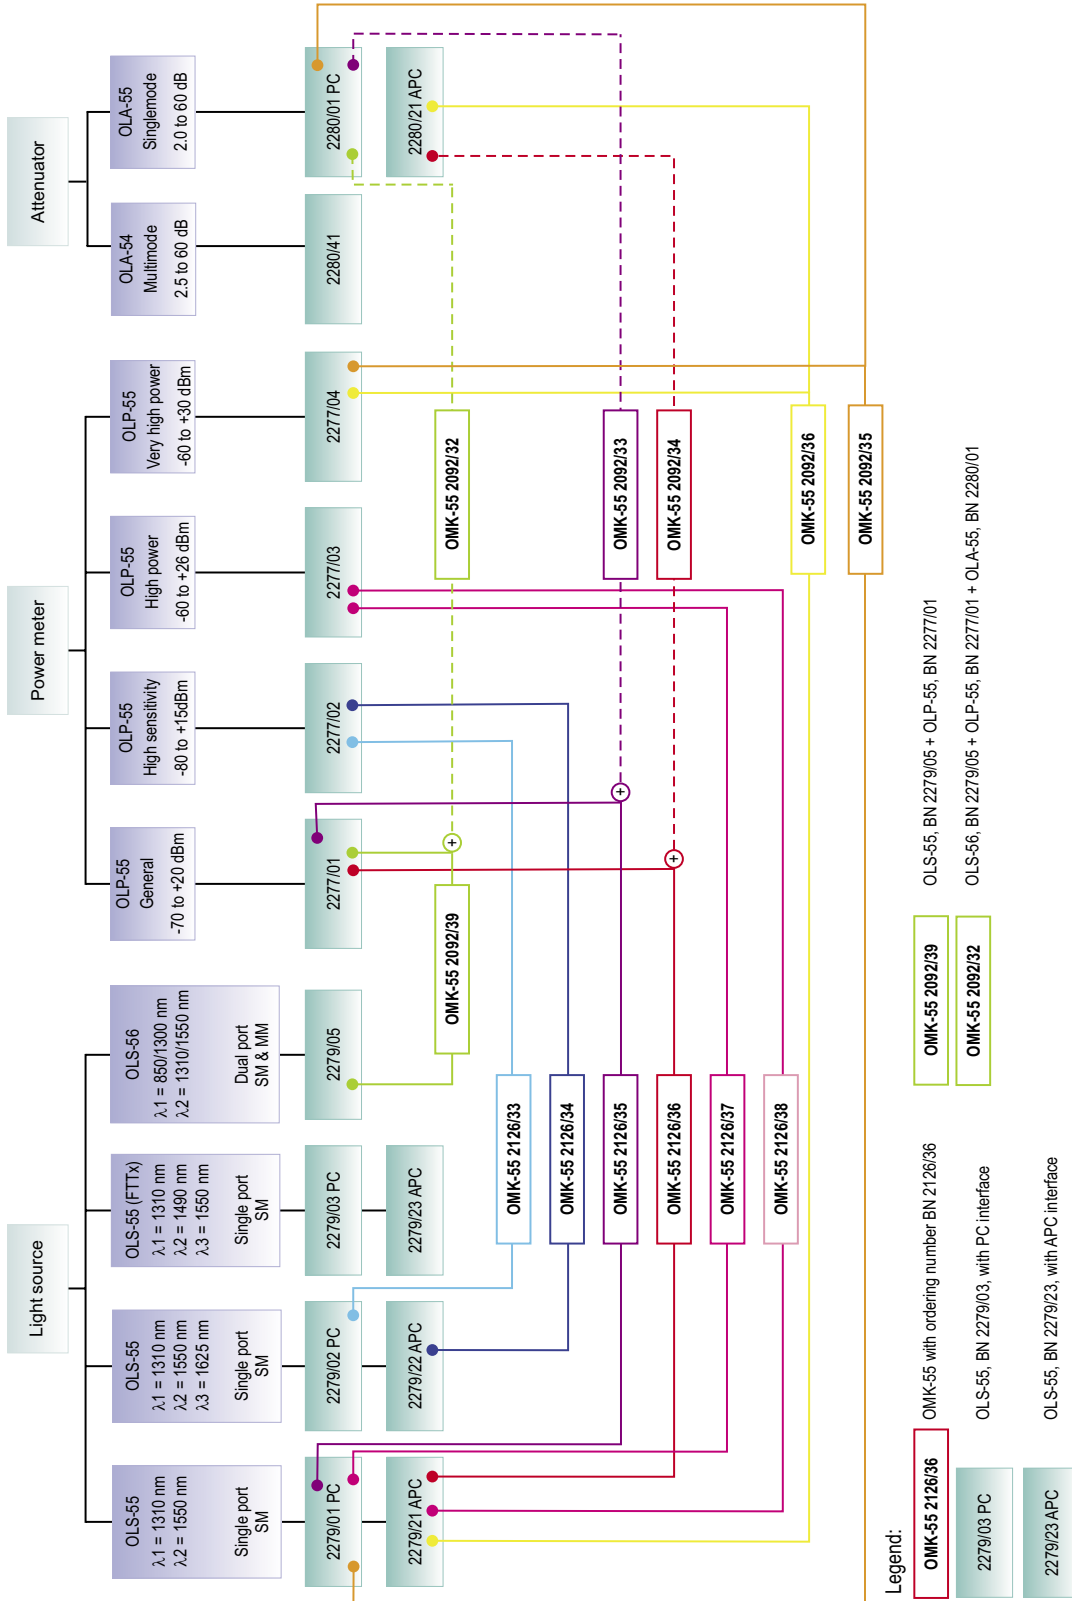 Light source
Power meter
Attenuator
OLS-55
λ1 = 1310 nm
λ2 = 1550 nm
Single port
SM
OLS-55
λ1 = 1310 nm
λ2 = 1550 nm
λ3 = 1625 nm
Single port
SM
OLS-55 (FTTx)
λ1 = 1310 nm
λ2 = 1490 nm
λ3 = 1550 nm
Single port
SM
OLS-56
λ1 = 850/1300 nm
λ2 = 1310/1550 nm
Dual port
SM & MM
OLP-55
General
-70 to +20 dBm
OLP-55
High sensitivity
-80 to +15dBm
OLP-55
High power
-60 to +26 dBm
OLP-55
Very high power
-60 to +30 dBm
OLA-54
Multimode
2.5 to 60 dB
OLA-55
Singlemode
2.0 to 60 dB
2279/01 PC
2279/02 PC
2279/03 PC
2279/05
2277/01
2277/02
2277/03
2277/04
2280/41
2280/01 PC
2279/21 APC
2279/22 APC
2279/23 APC
2280/21 APC
OMK-55 2092/39
+
OMK-55 2092/32
OMK-55 2126/33
OMK-55 2126/34
OMK-55 2126/35
+
OMK-55 2092/33
OMK-55 2126/36
+
OMK-55 2092/34
OMK-55 2126/37
OMK-55 2126/38
OMK-55 2092/36
OMK-55 2092/35
Legend:
OMK-55 2126/36
OMK-55 with ordering number BN 2126/36
2279/03 PC
OLS-55, BN 2279/03, with PC interface
2279/23 APC
OLS-55, BN 2279/23, with APC interface
OMK-55 2092/39
OLS-55, BN 2279/05 + OLP-55, BN 2277/01
OMK-55 2092/32
OLS-56, BN 2279/05 + OLP-55, BN 2277/01 + OLA-55, BN 2280/01